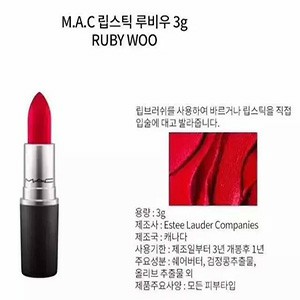 M.A.C 립스틱 루비우 3g
RUBY WOO
립브러쉬를 사용하여 바르거나 립스틱을 직접
입술에 대고 발라줍니다.
MAC
용량 : 3g
제조사 : Estee Lauder Companies
제조국 : 캐나다
사용기한 : 제조일부터 3년 개봉후 1년
주요성분 : 쉐어버터, 검정콩추출물,
올리브 추출물 외
제품주요사양 : 모든 피부타입